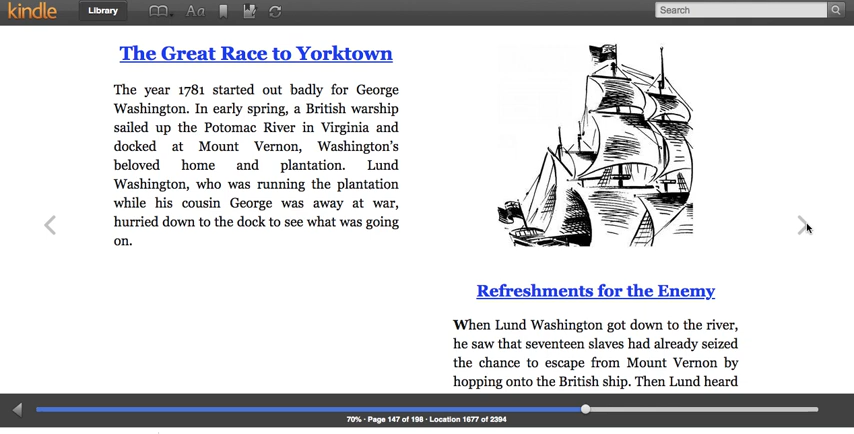 kindle
Library
Aa
Search
The Great Race to Yorktown
The year 1781 started out badly for George
Washington. In early spring, a British warship
sailed up the Potomac River in Virginia and
docked at Mount Vernon, Washington's
beloved home and plantation. Lund
Washington, who was running the plantation
while his cousin George was away at war,
hurried down to the dock to see what was going
on.
Refreshments for the Enemy
When Lund Washington got down to the river,
he saw that seventeen slaves had already seized
the chance to escape from Mount Vernon by
hopping onto the British ship. Then Lund heard
70% · Page 147 of 198 · Location 1677 of 2394